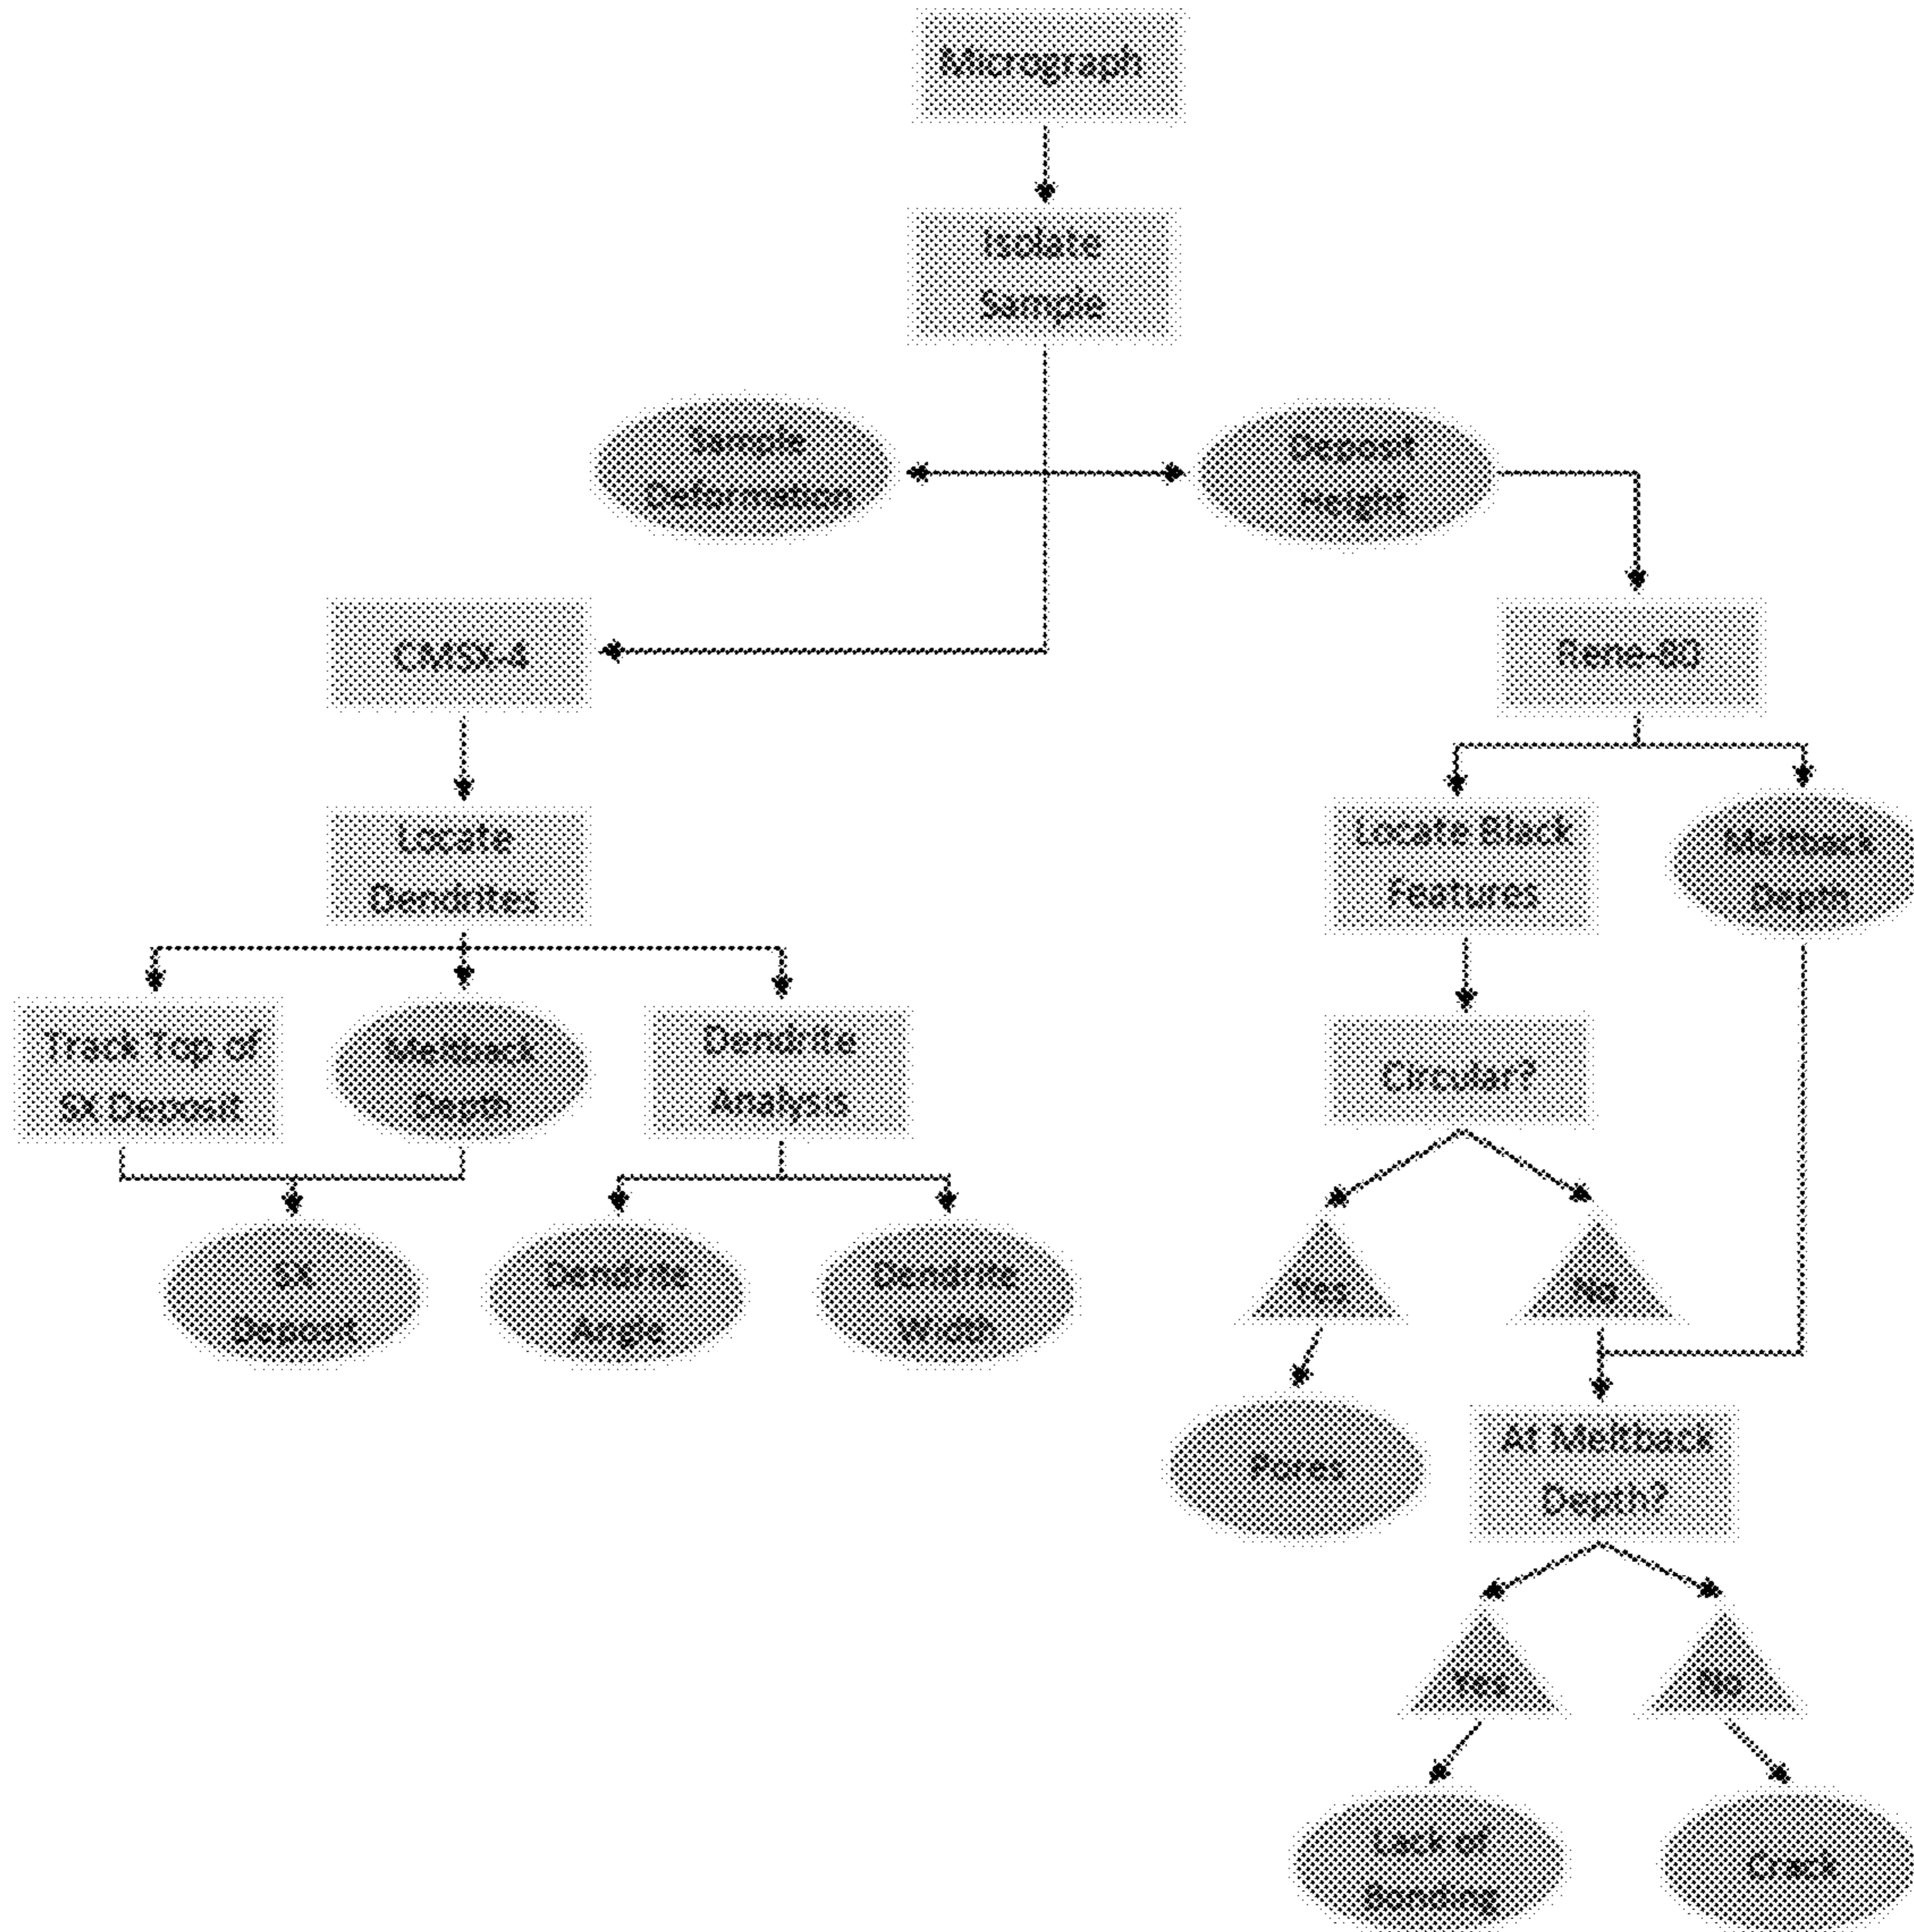 Micrograph
Isolate
Sample
Sample
Deformation
Deposit
Height
CMSX-4
Rene-80
Locate
Dendrites
Locate Black
Features
Meltback
Depth
Track Top of
SX Deposit
Meltback
Depth
Dendrite
Analysis
Circular?
SX
Deposit
Dendrite
Angle
Dendrite
Width
Yes
No
Pores
At Meltback
Depth?
Yes
No
Lack of
Bonding
Crack